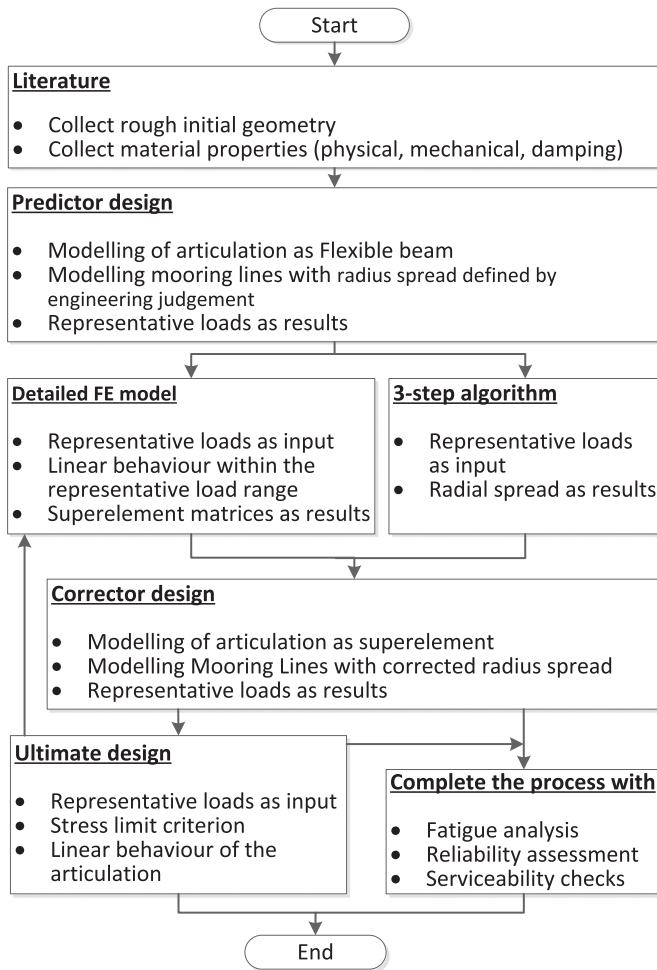 Start
Literature
• Collect rough initial geometry
• Collect material properties (physical, mechanical, damping)
Predictor design
• Modelling of articulation as Flexible beam
• Modelling mooring lines with radius spread defined by
engineering judgement
• Representative loads as results
Detailed FE model
• Representative loads as input
• Linear behaviour within the
representative load range
• Superelement matrices as results
3-step algorithm
• Representative loads
as input
• Radial spread as results
Corrector design
• Modelling of articulation as superelement
• Modelling Mooring Lines with corrected radius spread
• Representative loads as results
Ultimate design
• Representative loads as input
• Stress limit criterion
• Linear behaviour of the
articulation
Complete the process with
• Fatigue analysis
• Reliability assessment
• Serviceability checks
End